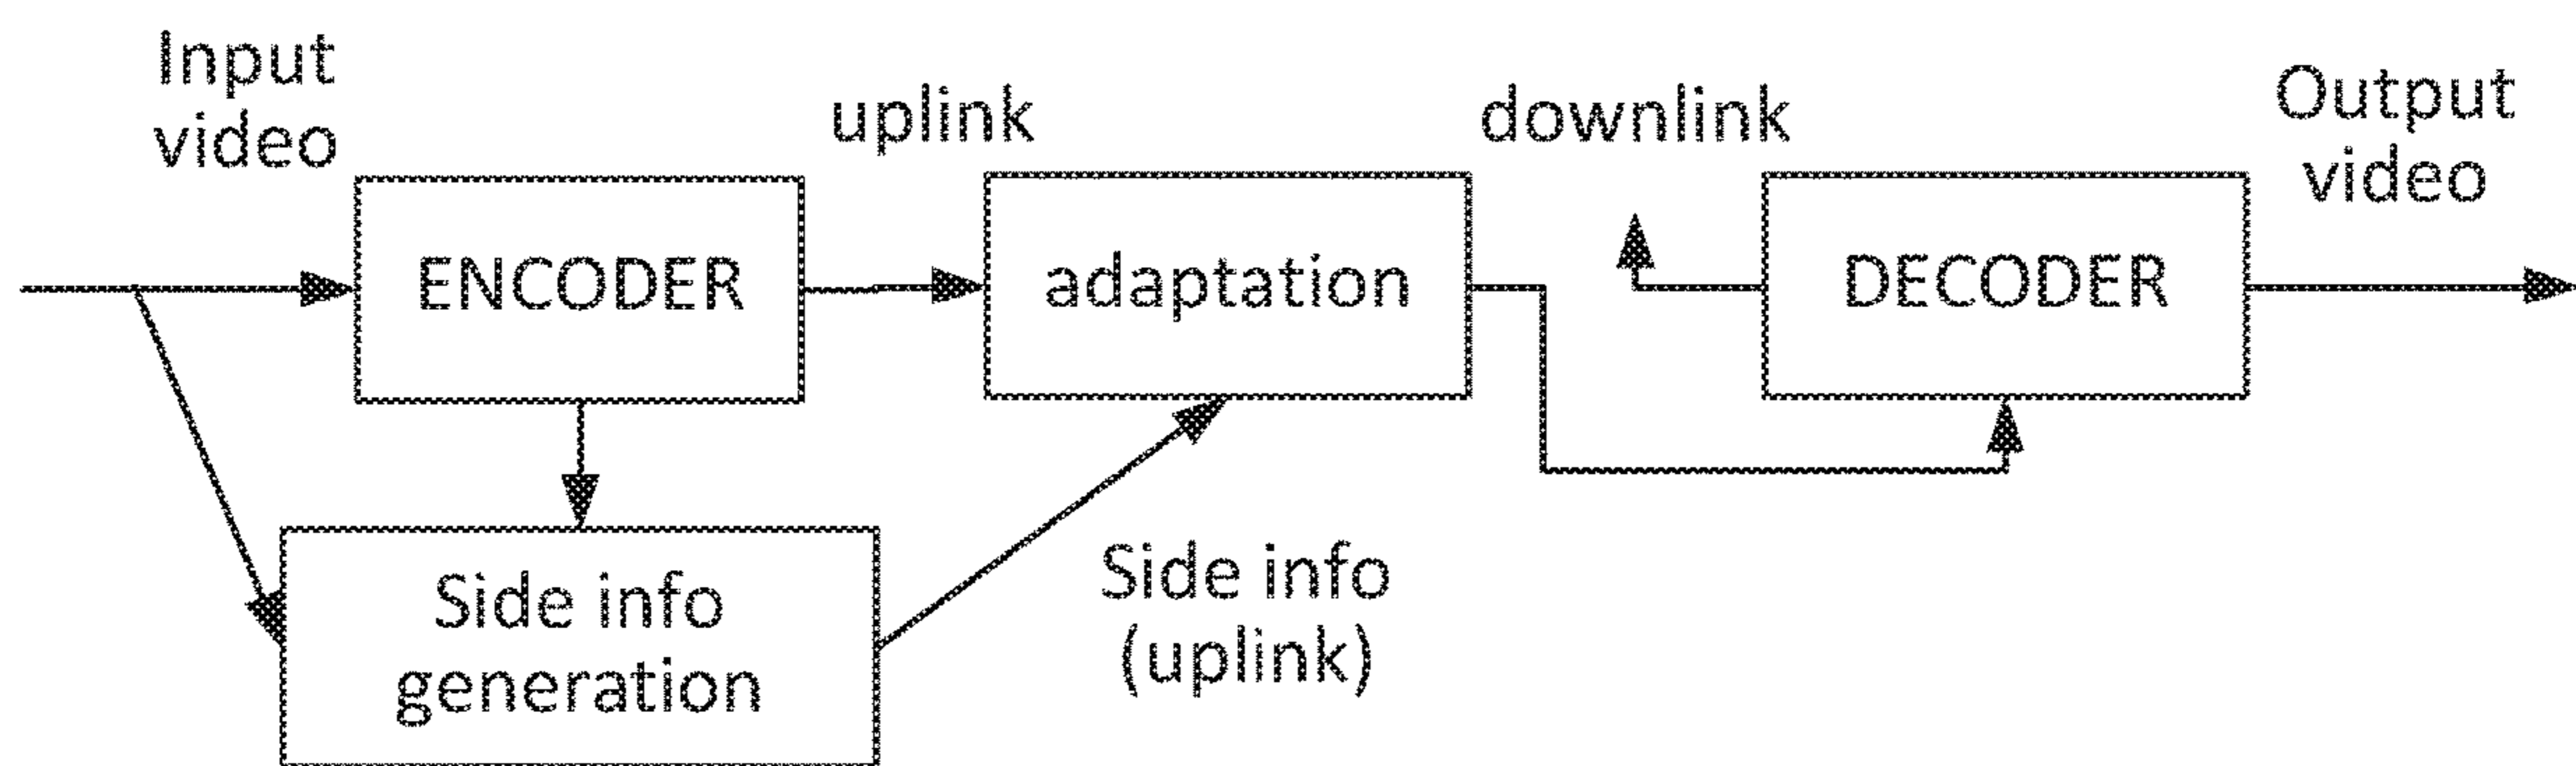 Input
video
uplink
downlink
Output
video
ENCODER
adaptation
DECODER
Side info
generation
Side info
(uplink)